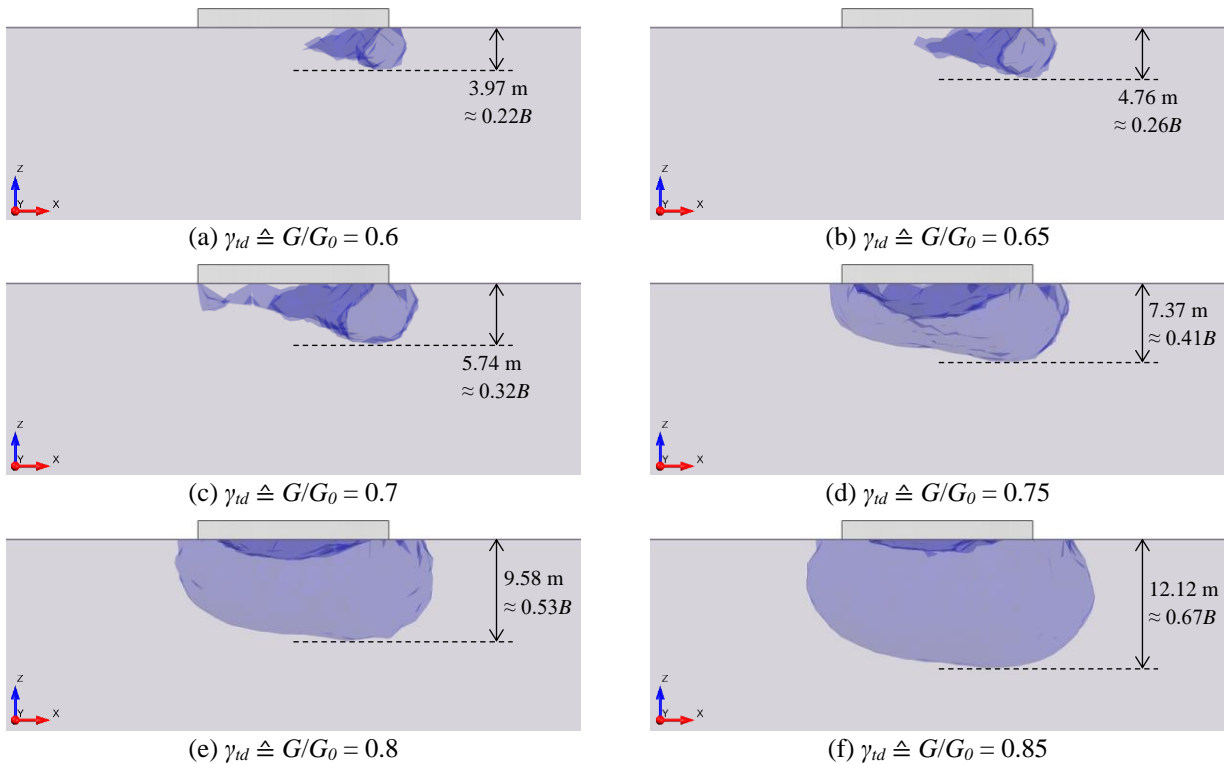 3.97 m
≈ 0.22B
Z
Y
X
(a) γtd ≙ G/G0 = 0.6
4.76 m
≈ 0.26B
Z
Y
X
(b) γtd ≙ G/G0 = 0.65
5.74 m
≈ 0.32B
Z
Y
X
(c) γtd ≙ G/G0 = 0.7
7.37 m
≈ 0.41B
Z
Y
X
(d) γtd ≙ G/G0 = 0.75
9.58 m
≈ 0.53B
Z
Y
X
(e) γtd ≙ G/G0 = 0.8
12.12 m
≈ 0.67B
Z
Y
X
(f) γtd ≙ G/G0 = 0.85